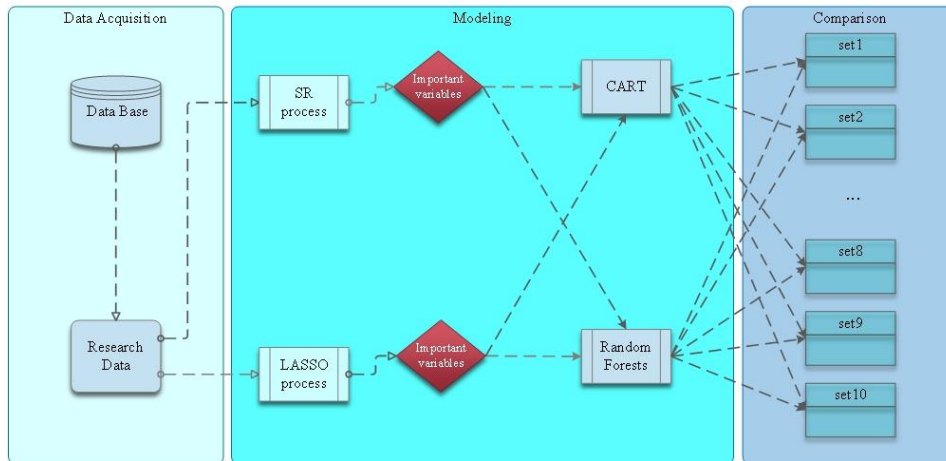 Data Acquisition
Data Base
Research
Data
Modeling
SR
process
Important
variables
CART
LASSO
process
Important
variables
Random
Forests
Comparison
set1
set2
...
set8
set9
set10